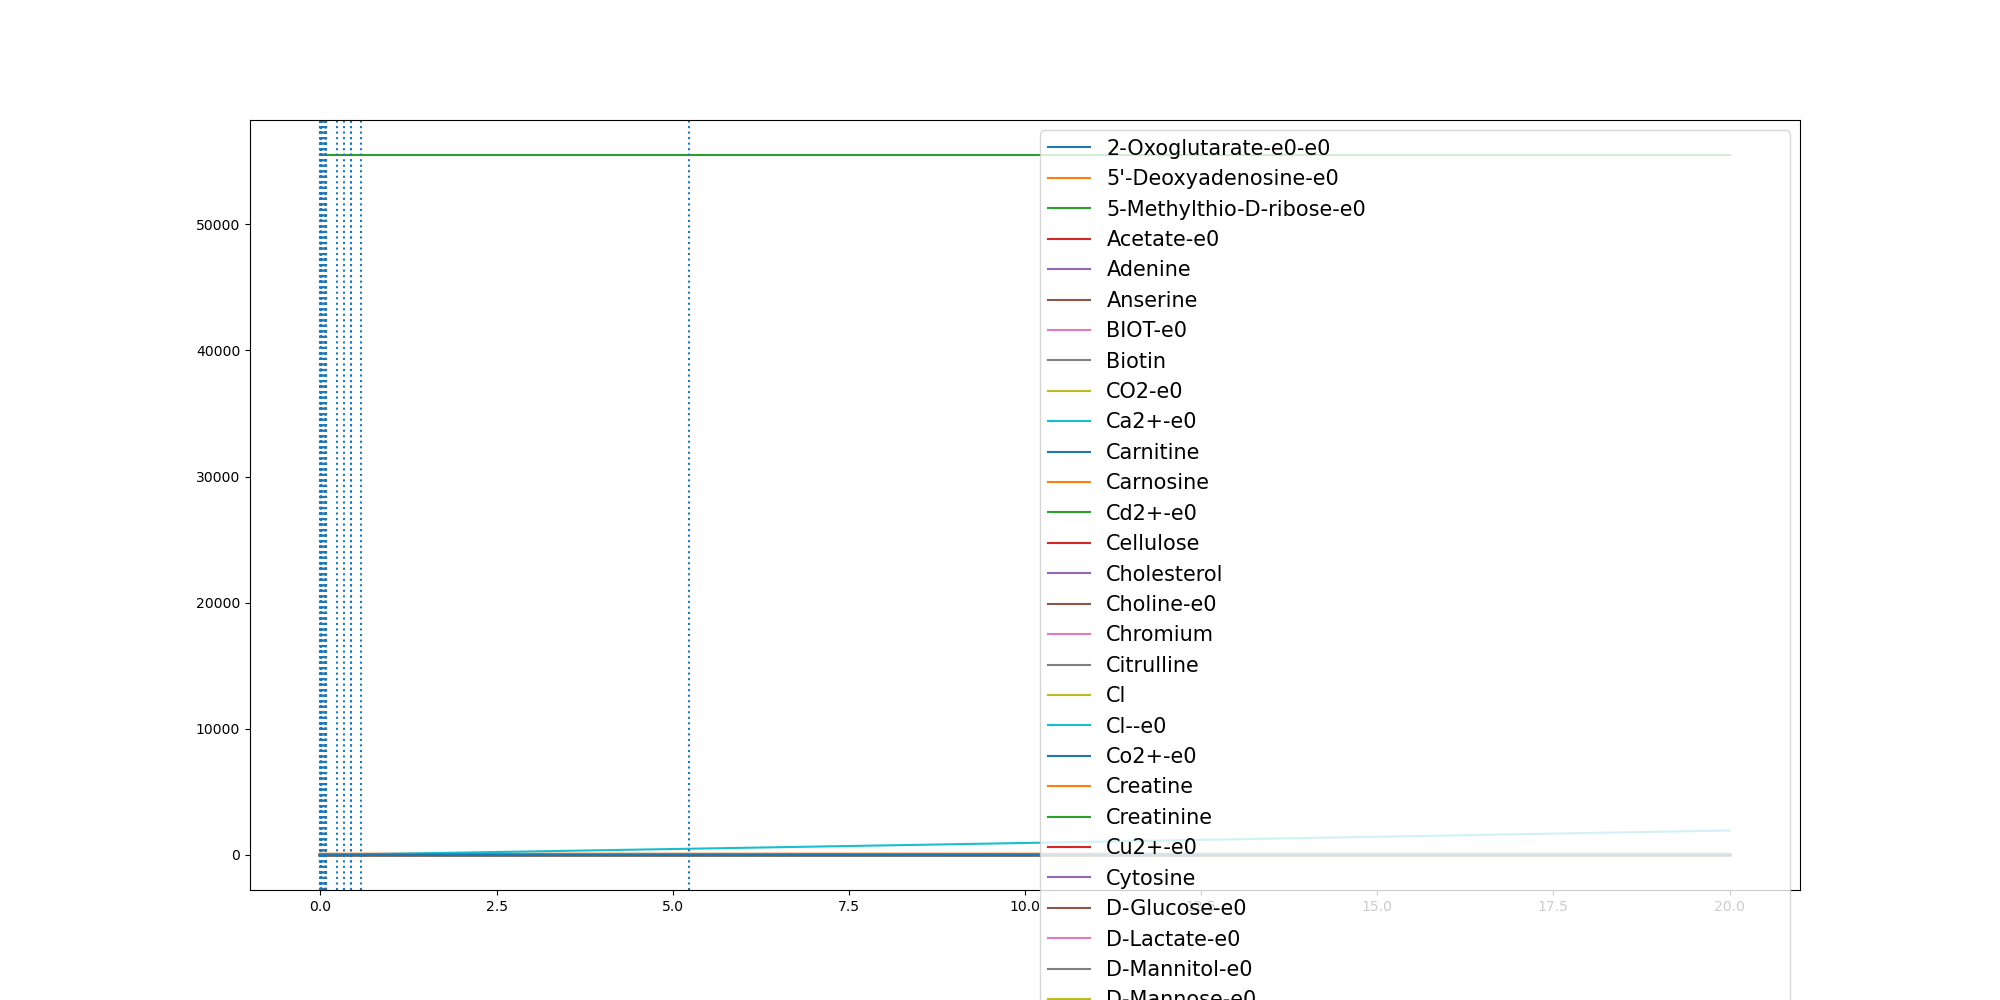 50000
40000
30000
20000
10000
0
0.0
2.5
5.0
7.5
10.0
15.0
17.5
20.0
2-Oxoglutarate-e0-e0
5'-Deoxyadenosine-e0
5-Methylthio-D-ribose-e0
Acetate-e0
Adenine
Anserine
BIOT-e0
Biotin
CO2-e0
Ca2+-e0
Carnitine
Carnosine
Cd2+-e0
Cellulose
Cholesterol
Choline-e0
Chromium
Citrulline
Cl
Cl--e0
Co2+-e0
Creatine
Creatinine
Cu2+-e0
Cytosine
D-Glucose-e0
D-Lactate-e0
D-Mannitol-e0
D-Mannose-e0